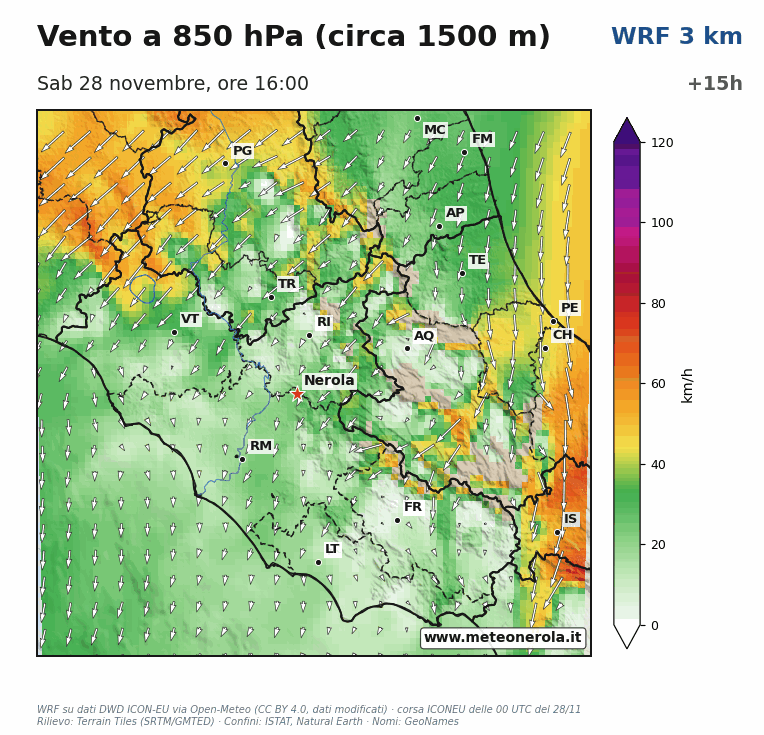 Vento a 850 hPa (circa 1500 m)
WRF 3 km
Sab 28 novembre, ore 16:00
+15h
MC
FM
PG
AP
TE
TR
PE
VT
RI
AQ
CH
Nerola
RM
FR
IS
LT
www.meteonerola.it
120
100
80
60
40
20
0
km/h
WRF su dati DWD ICON-EU via Open-Meteo (CC BY 4.0, dati modificati) · corsa ICONEU delle 00 UTC del 28/11
Rilievo: Terrain Tiles (SRTM/GMTED) · Confini: ISTAT, Natural Earth · Nomi: GeoNames